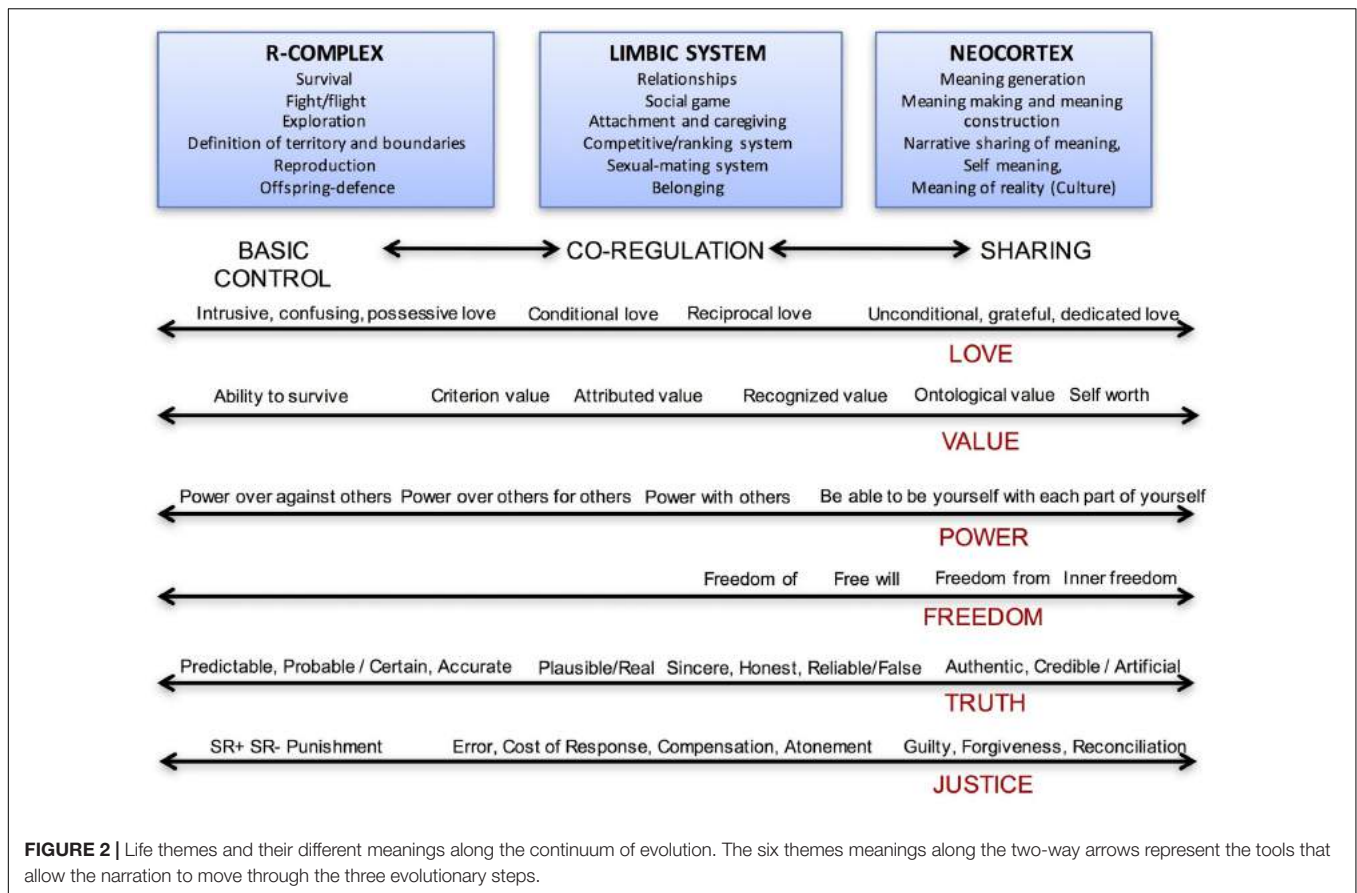 R-COMPLEX
Survival
Fight/flight
Exploration
Definition of territory and boundaries
Reproduction
Offspring-defence
LIMBIC SYSTEM
Relationships
Social game
Attachment and caregiving
Competitive/ranking system
Sexual-mating system
Belonging
NEOCORTEX
Meaning generation
Meaning making and meaning
construction
Narrative sharing of meaning,
Self meaning,
Meaning of reality (Culture)
BASIC
CONTROL
CO-REGULATION
SHARING
Intrusive, confusing, possessive love Conditional love Reciprocal love Unconditional, grateful, dedicated love
LOVE
Ability to survive Criterion value Attributed value Recognized value Ontological value Self worth
VALUE
Power over against others Power over others for others Power with others Be able to be yourself with each part of yourself
POWER
Freedom of Free will Freedom from Inner freedom
FREEDOM
Predictable, Probable / Certain, Accurate Plausible/Real Sincere, Honest, Reliable/False Authentic, Credible / Artificial
TRUTH
SR+ SR- Punishment Error, Cost of Response, Compensation, Atonement Guilty, Forgiveness, Reconciliation
JUSTICE
FIGURE 2 | Life themes and their different meanings along the continuum of evolution. The six themes meanings along the two-way arrows represent the tools that
allow the narration to move through the three evolutionary steps.